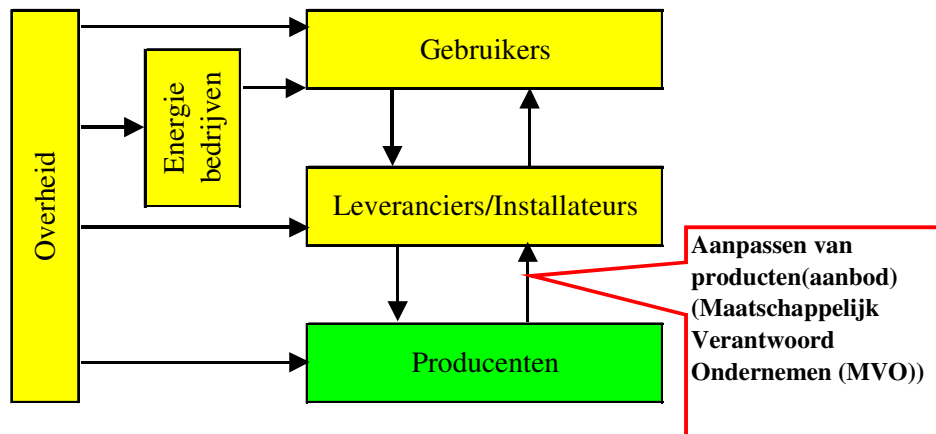 Overheid
Energie
bedrijven
Gebruikers
Leveranciers/Installateurs
Producenten
Aanpassen van
producten(aanbod)
(Maatschappelijk
Verantwoord
Ondernemen (MVO))